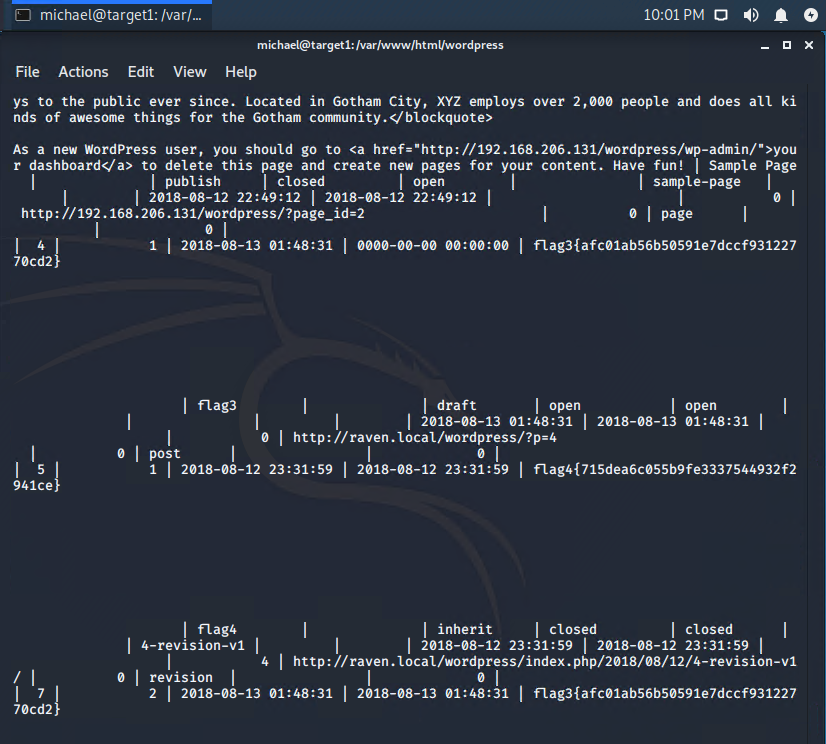 michael@target1: /var/...
10:01 PM
michael@target1:/var/www/html/wordpress
File Actions Edit View Help
ys to the public ever since. Located in Gotham City, XYZ employs over 2,000 people and does all ki
nds of awesome things for the Gotham community.</blockquote>
As a new WordPress user, you should go to <a href="http://192.168.206.131/wordpress/wp-admin/">you
r dashboard</a> to delete this page and create new pages for your content. Have fun! | Sample Page
| | publish | closed | open | | sample-page |
| | 2018-08-12 22:49:12 | 2018-08-12 22:49:12 | | 0 |
http://192.168.206.131/wordpress/?page_id=2 | 0 | page |
| 0 |
| 4 | 1 | 2018-08-13 01:48:31 | 0000-00-00 00:00:00 | flag3{afc01ab56b50591e7dccf931227
70cd2}
| flag3 | | draft | open | open |
| | | | 2018-08-13 01:48:31 | 2018-08-13 01:48:31 |
| 0 | http://raven.local/wordpress/?p=4
| 0 | post | | 0 |
| 5 | 1 | 2018-08-12 23:31:59 | 2018-08-12 23:31:59 | flag4{715dea6c055b9fe3337544932f2
941ce}
| flag4 | | inherit | closed | closed |
| 4-revision-v1 | | | 2018-08-12 23:31:59 | 2018-08-12 23:31:59 |
| 4 | http://raven.local/wordpress/index.php/2018/08/12/4-revision-v1
/ | 0 | revision | | 0 |
| 7 | 2 | 2018-08-13 01:48:31 | 2018-08-13 01:48:31 | flag3{afc01ab56b50591e7dccf931227
70cd2}